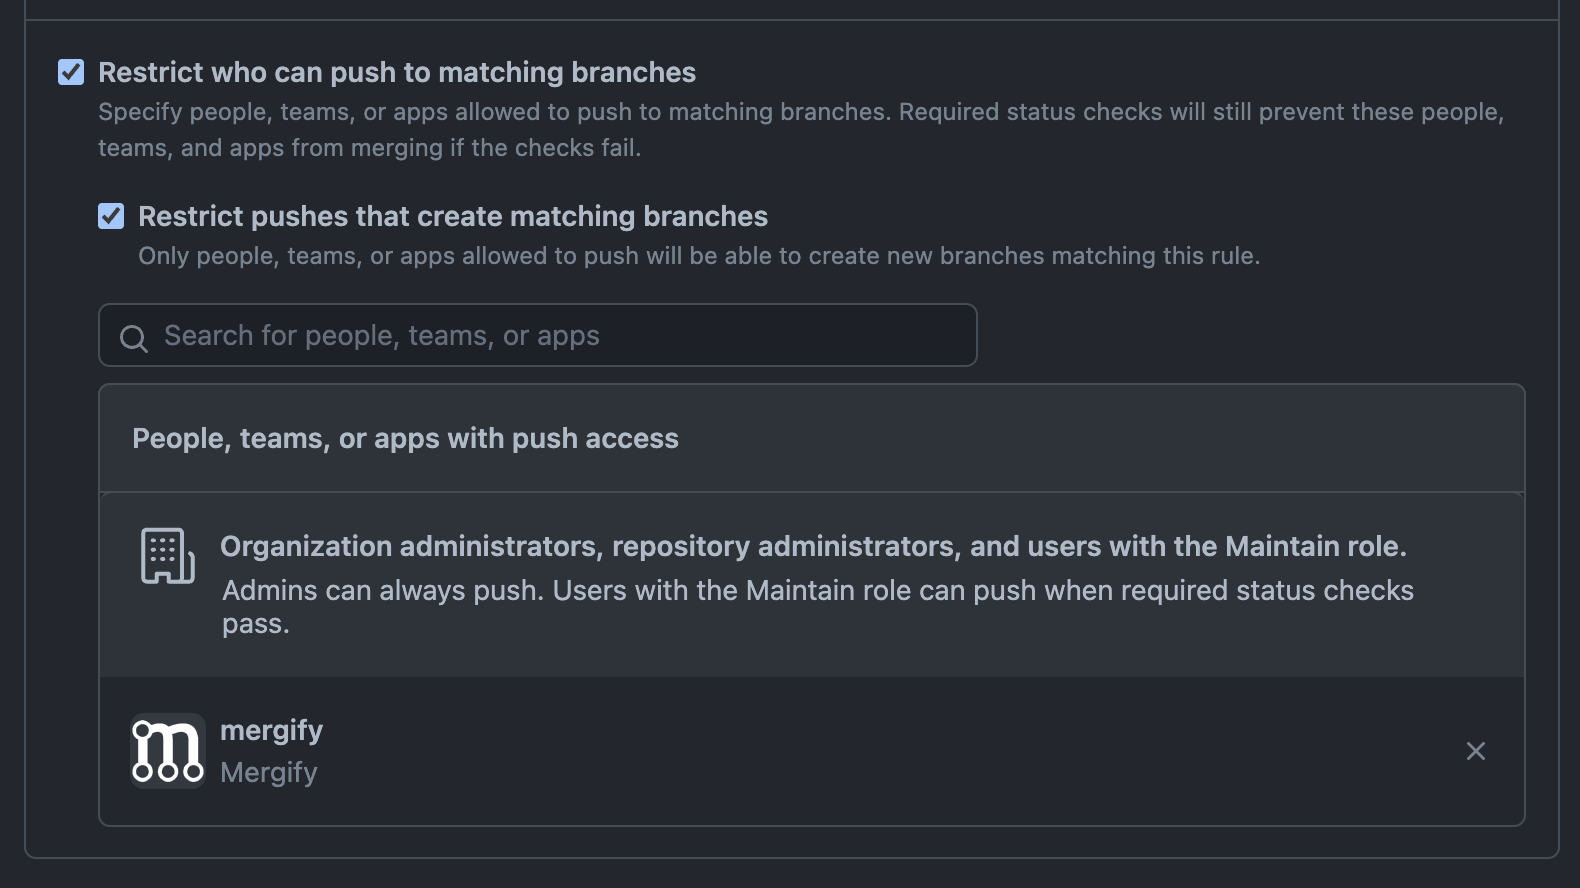 Restrict who can push to matching branches
Specify people, teams, or apps allowed to push to matching branches. Required status checks will still prevent these people,
teams, and apps from merging if the checks fail.
Restrict pushes that create matching branches
Only people, teams, or apps allowed to push will be able to create new branches matching this rule.
Search for people, teams, or apps
People, teams, or apps with push access
Organization administrators, repository administrators, and users with the Maintain role.
Admins can always push. Users with the Maintain role can push when required status checks
pass.
mergify
Mergify